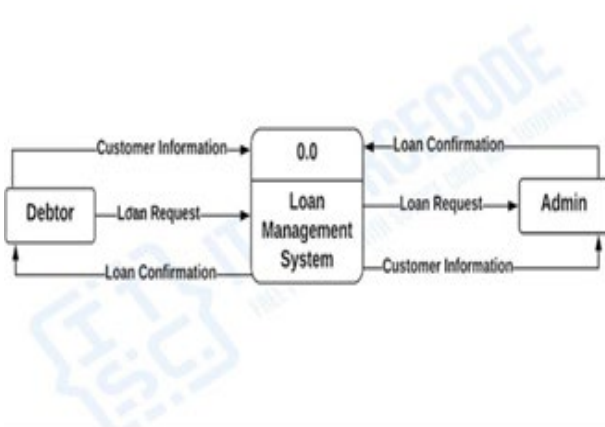 Customer Information
0.0
Loan Confirmation
Debtor
Loan Request
Loan
Management
System
Loan Request
Admin
Loan Confirmation
Customer Information